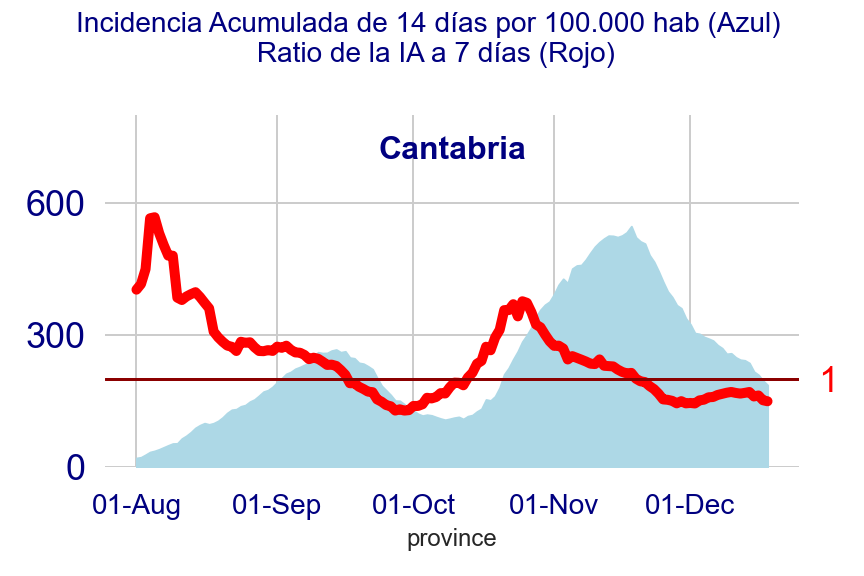 Incidencia Acumulada de 14 días por 100.000 hab (Azul)
Ratio de la IA a 7 días (Rojo)
Cantabria
600
300
0
1
01-Aug 01-Sep 01-Oct 01-Nov 01-Dec
province